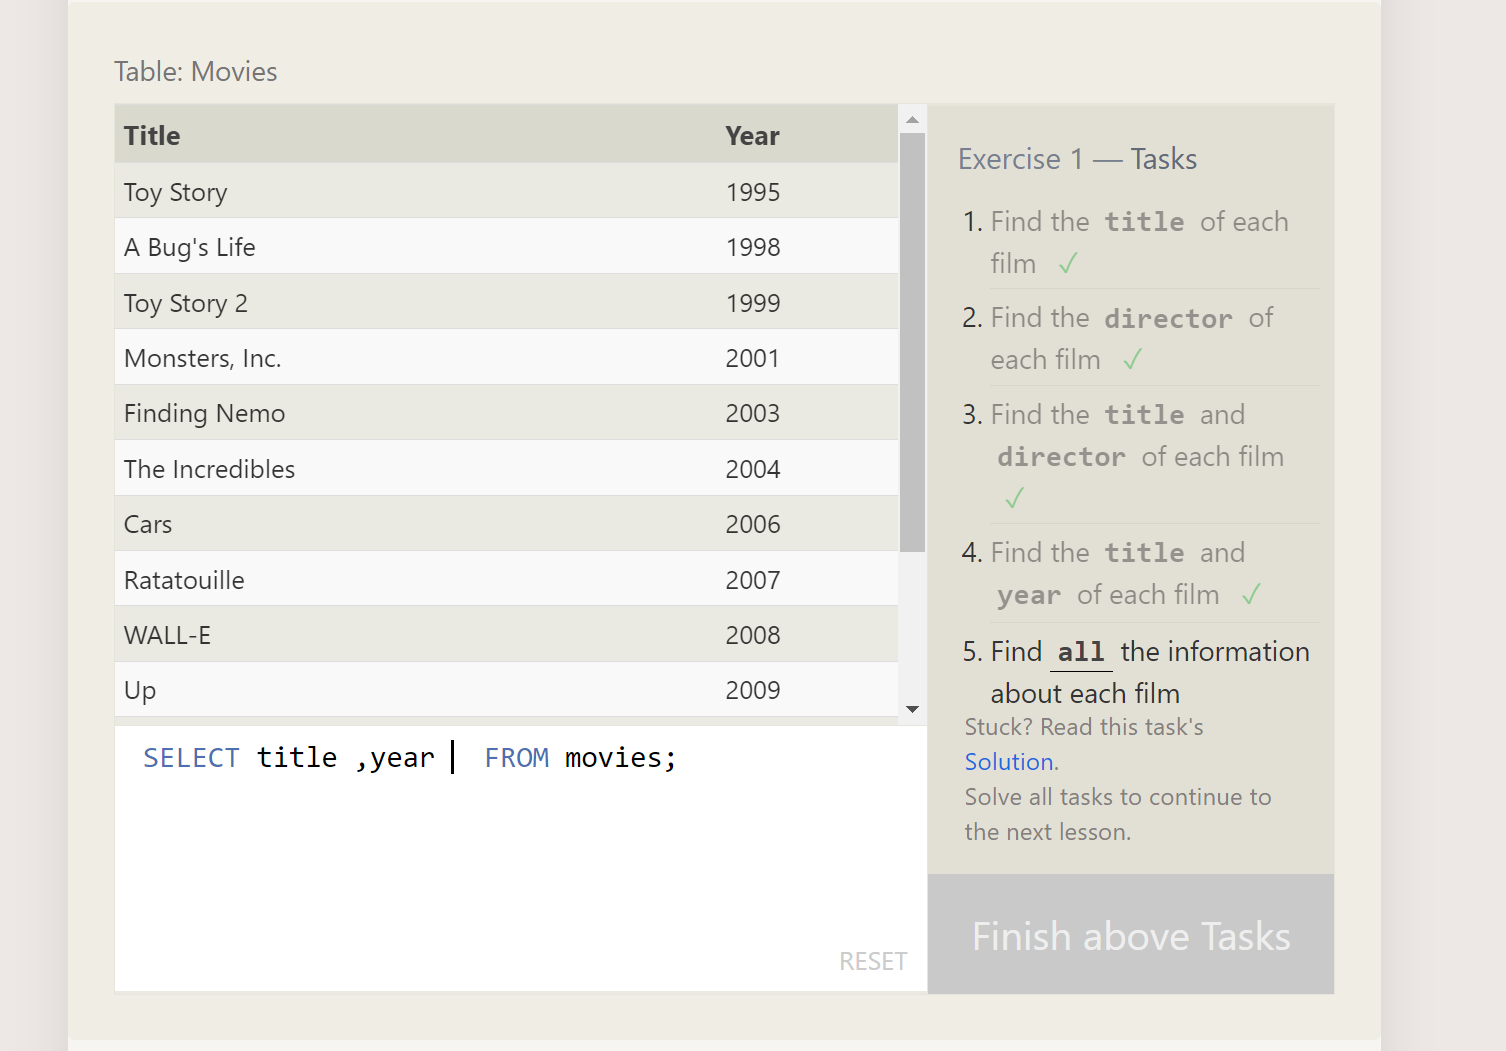 Table: Movies
Title Year
Toy Story 1995
A Bug's Life 1998
Toy Story 2 1999
Monsters, Inc. 2001
Finding Nemo 2003
The Incredibles 2004
Cars 2006
Ratatouille 2007
WALL-E 2008
Up 2009
SELECT title ,year FROM movies;
RESET
Exercise 1 — Tasks
1. Find the title of each
film ✓
2. Find the director of
each film ✓
3. Find the title and
director of each film
✓
4. Find the title and
year of each film ✓
5. Find all the information
about each film
Stuck? Read this task's
Solution.
Solve all tasks to continue to
the next lesson.
Finish above Tasks